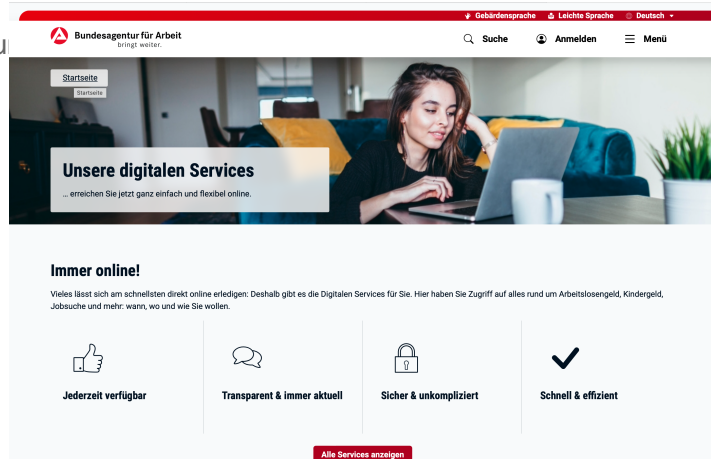 Gebärdensprache Leichte Sprache Deutsch
Bundesagentur für Arbeit
bringt weiter.
Suche Anmelden Menü
Startseite
Startseite
Unsere digitalen Services
... erreichen Sie jetzt ganz einfach und flexibel online.
Immer online!
Vieles lässt sich am schnellsten direkt online erledigen: Deshalb gibt es die Digitalen Services für Sie. Hier haben Sie Zugriff auf alles rund um Arbeitslosengeld, Kindergeld,
Jobsuche und mehr: wann, wo und wie Sie wollen.
Jederzeit verfügbar Transparent & immer aktuell Sicher & unkompliziert Schnell & effizient
Alle Services anzeigen